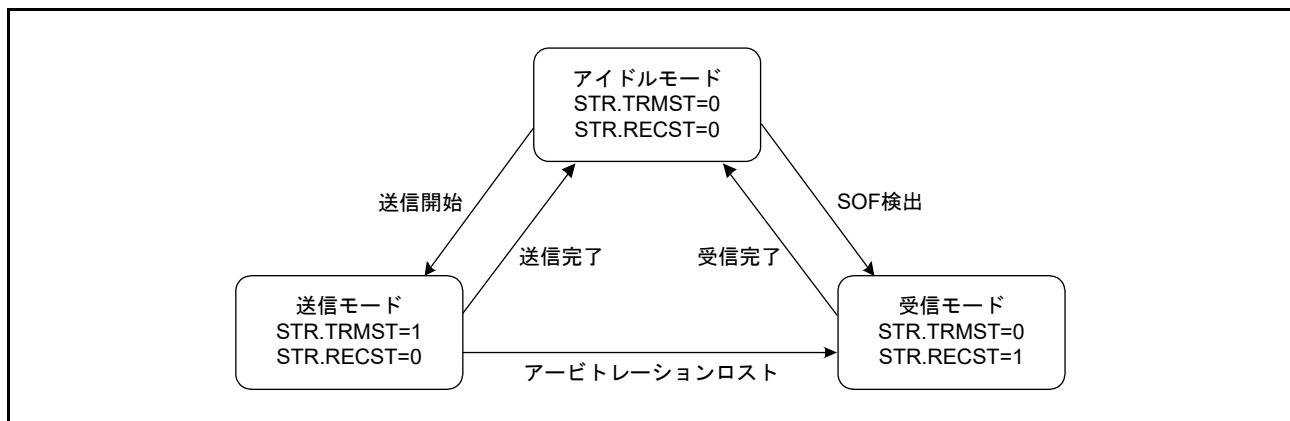 アイドルモード
STR.TRMST=0
STR.RECST=0
送信開始
SOF検出
送信完了
受信完了
送信モード
STR.TRMST=1
STR.RECST=0
受信モード
STR.TRMST=0
STR.RECST=1
アービトレーションロスト